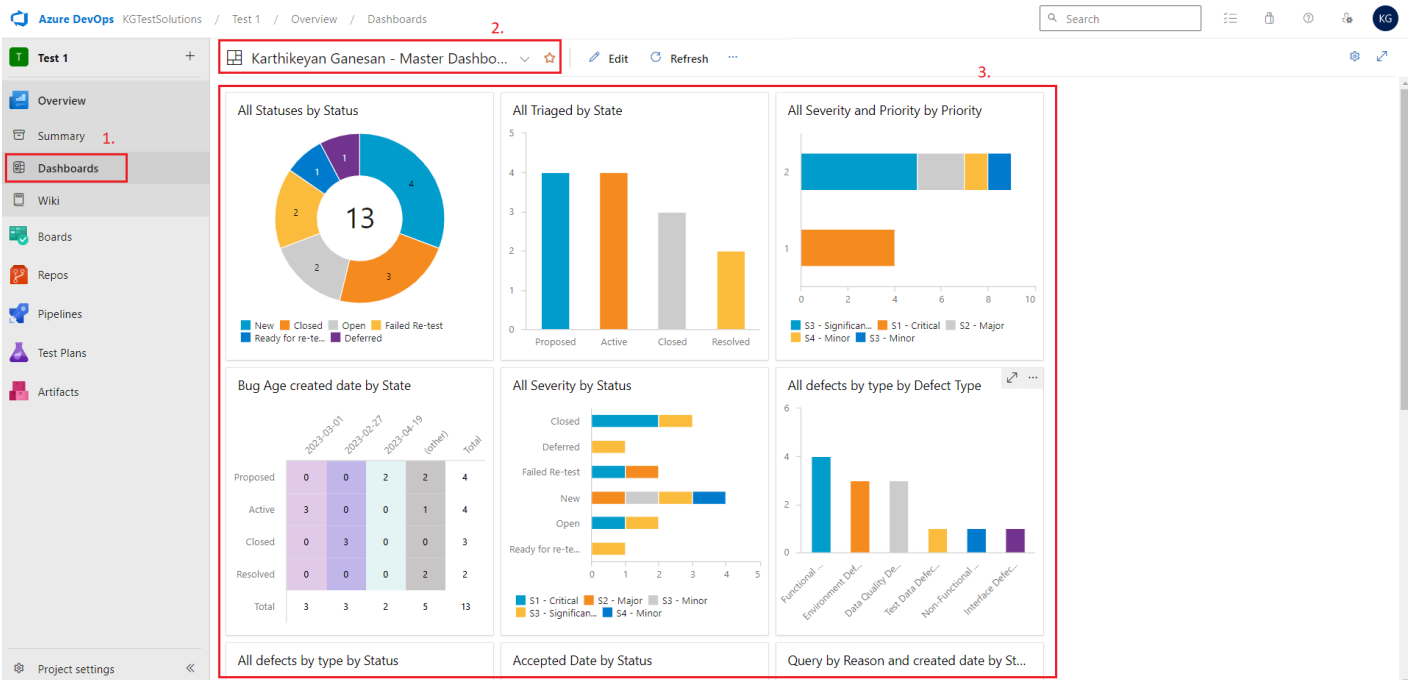 Azure DevOps KGTestSolutions / Test 1 / Overview / Dashboards
Search
KG
2.
T Test 1 +
Karthikeyan Ganesan - Master Dashbo...
Edit
Refresh
...
3.
Overview
Summary
1.
Dashboards
Wiki
Boards
Repos
Pipelines
Test Plans
Artifacts
Project settings
All Statuses by Status
1
1
4
2
13
2
3
New Closed Open Failed Re-test
Ready for re-te... Deferred
All Triaged by State
5
4
3
2
1
0
Proposed Active Closed Resolved
All Severity and Priority by Priority
2
1
0 2 4 6 8 10
S3 - Significan... S1 - Critical S2 - Major
S4 - Minor S3 - Minor
Bug Age created date by State
2023-03-01 2023-02-27 2023-04-19 (other) Total
Proposed 0 0 2 2 4
Active 3 0 0 1 4
Closed 0 3 0 0 3
Resolved 0 0 0 2 2
Total 3 3 2 5 13
All Severity by Status
Closed
Deferred
Failed Re-test
New
Open
Ready for re-te...
0 1 2 3 4 5
S1 - Critical S2 - Major S3 - Minor
S3 - Significan... S4 - Minor
All defects by type by Defect Type
...
6
4
2
0
Functional ... Environment Def... Data Quality De... Test Data Defec... Non-Functional ... Interface Defec...
All defects by type by Status
Accepted Date by Status
Query by Reason and created date by St...